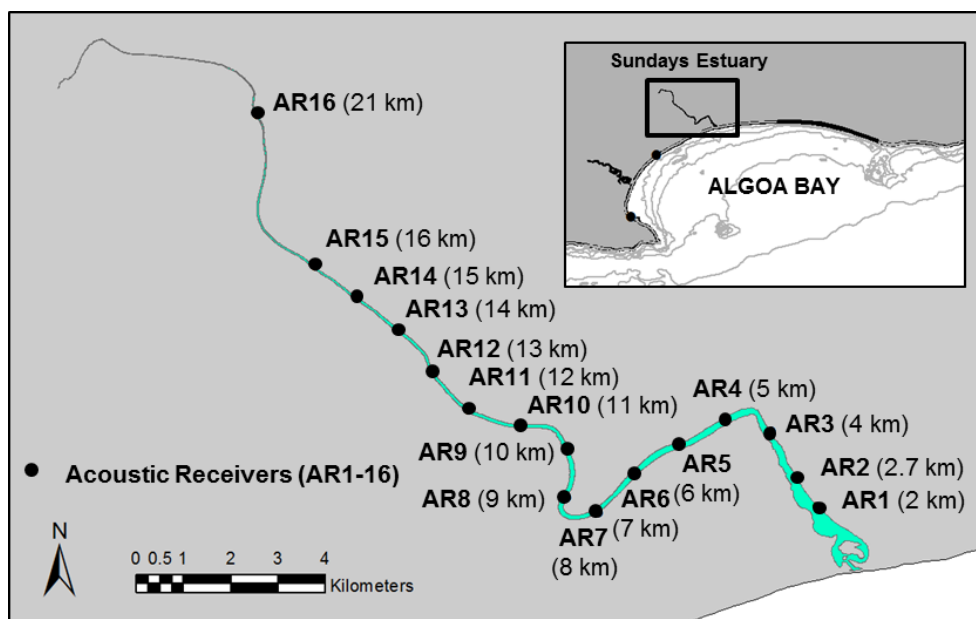 Sundays Estuary
ALGOA BAY
AR16 (21 km)
AR15 (16 km)
AR14 (15 km)
AR13 (14 km)
AR12 (13 km)
AR11 (12 km)
AR10 (11 km)
AR9 (10 km)
AR8 (9 km)
AR7
(8 km)
AR6
(7 km)
AR5
(6 km)
AR4 (5 km)
AR3 (4 km)
AR2 (2.7 km)
AR1 (2 km)
Acoustic Receivers (AR1-16)
N
0 0.5 1 2 3 4
Kilometers